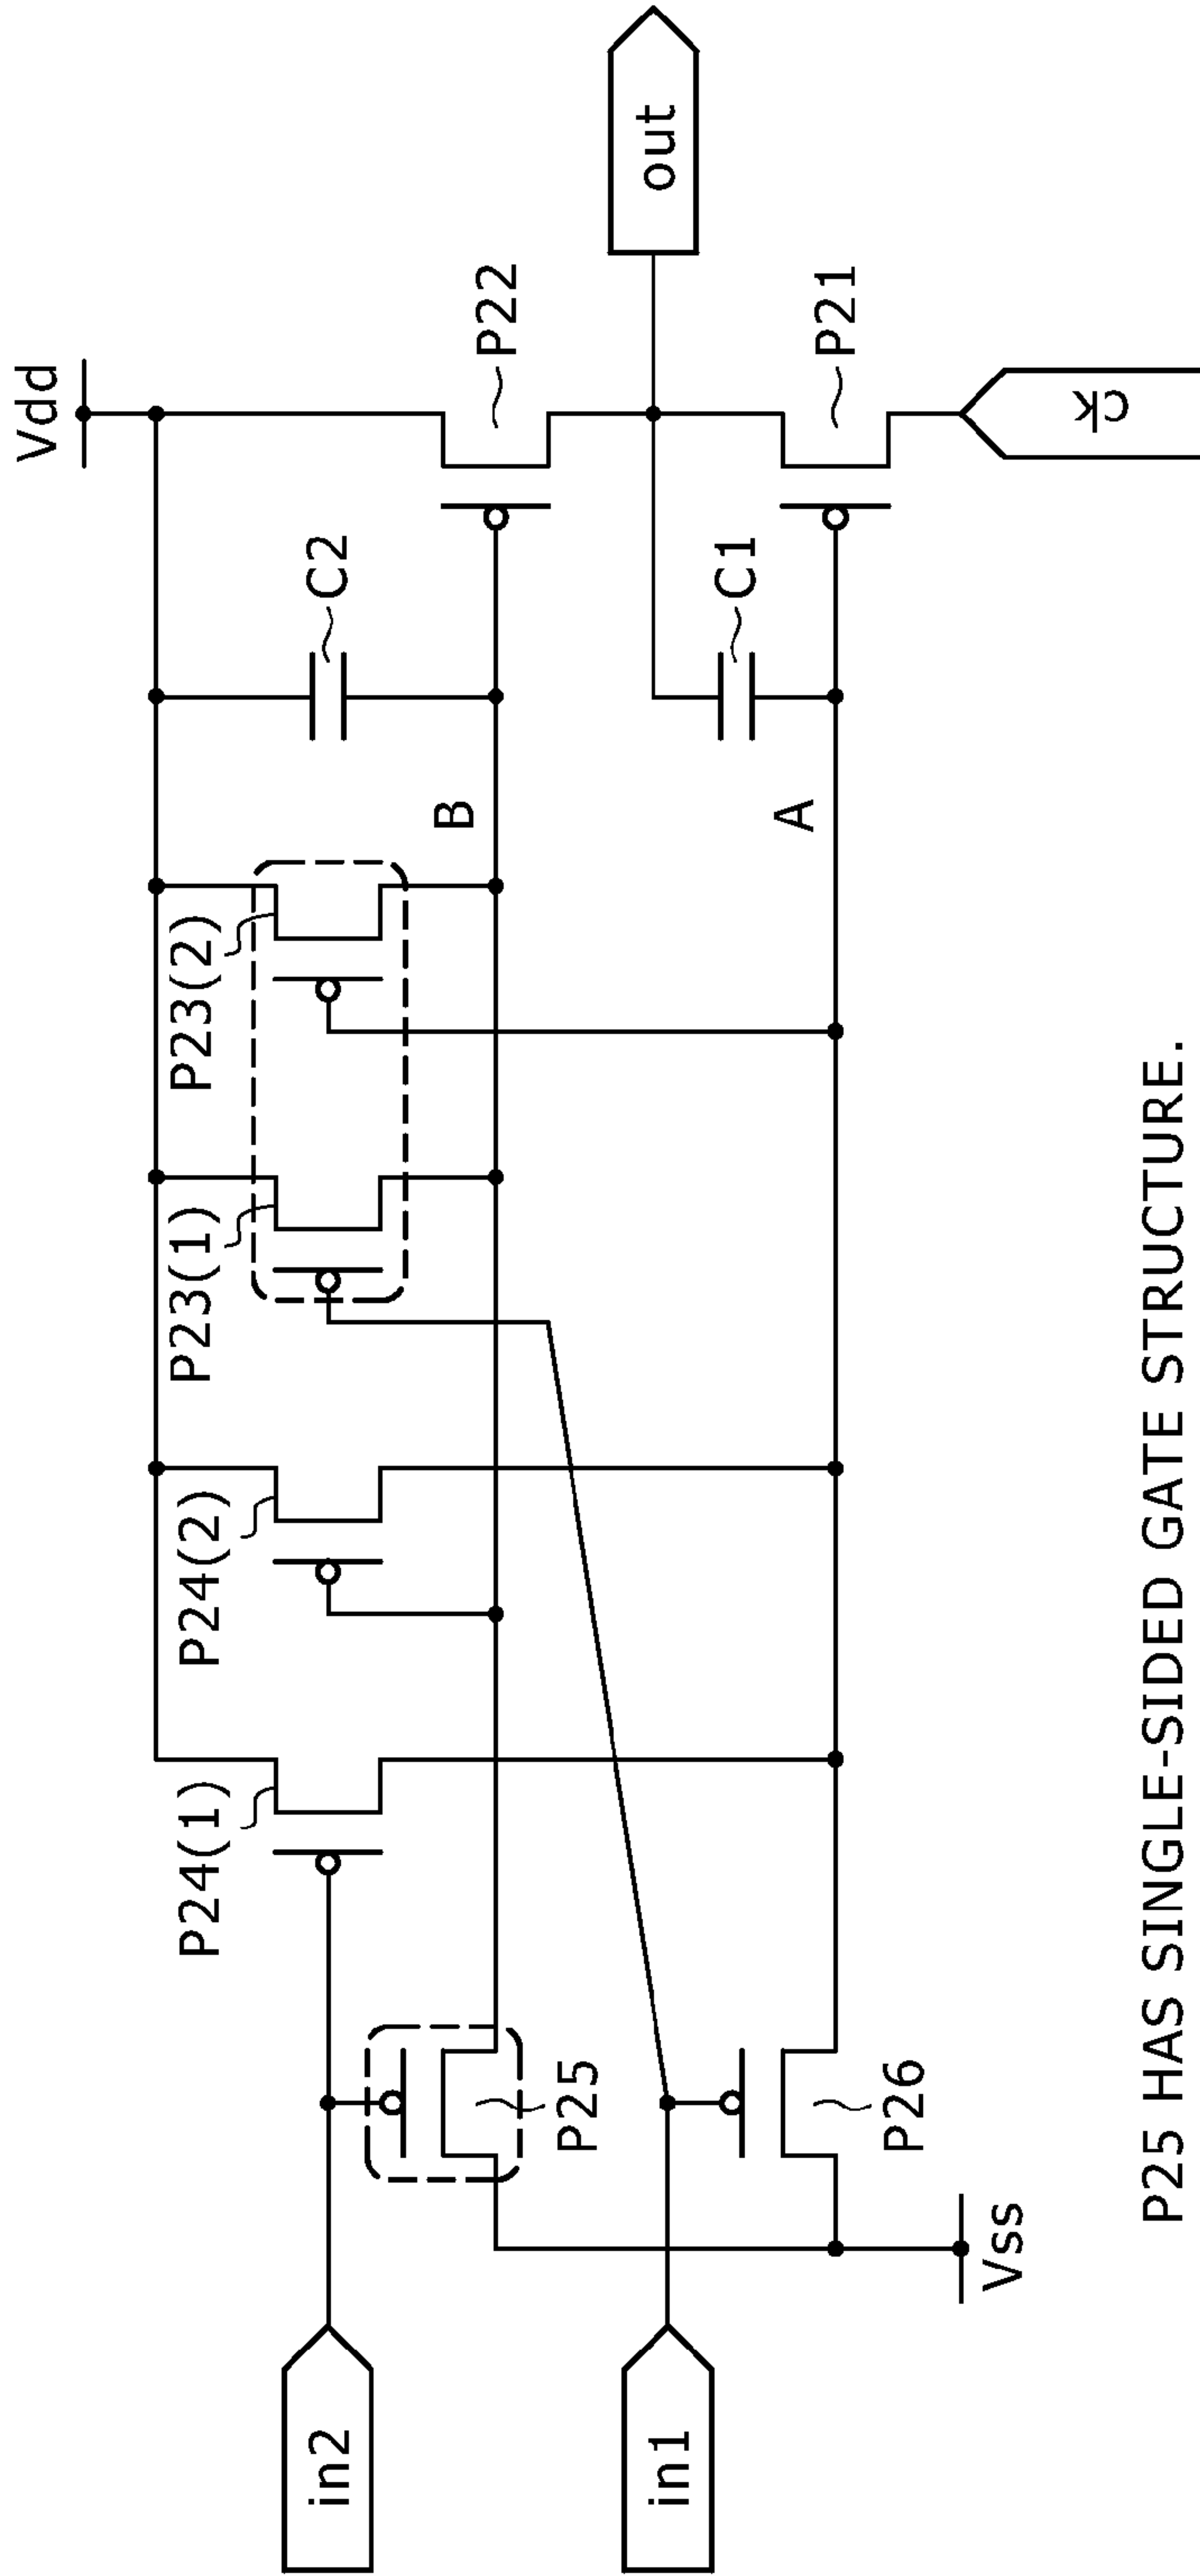 Vdd
P24(1)
P24(2)
P23(1)
P23(2)
C2
P22
in2
B
out
P25
in1
C1
A
P21
P26
Vss
ck
P25 HAS SINGLE-SIDED GATE STRUCTURE.